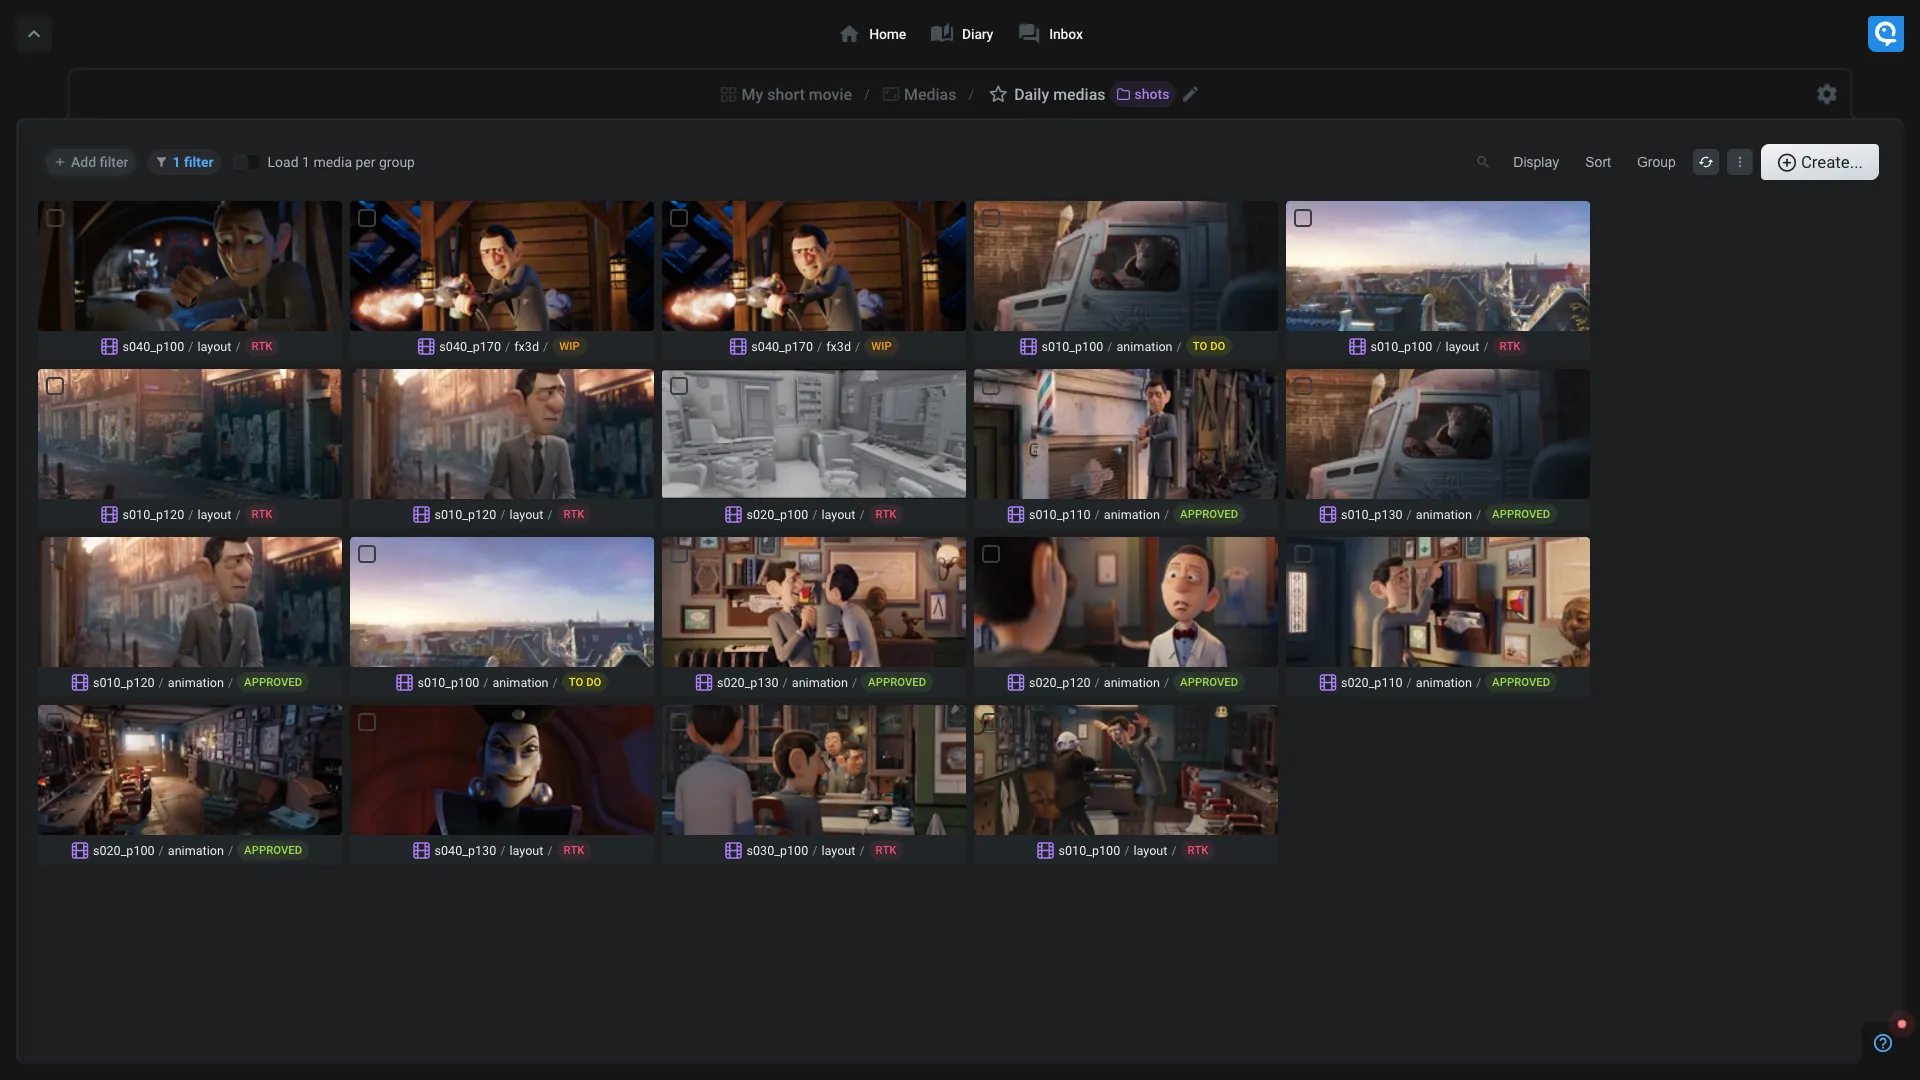 Home Diary Inbox
My short movie / Medias / Daily medias shots
+ Add filter 1 filter Load 1 media per group Display Sort Group Create...
s040_p100 / layout / RTK
s040_p170 / fx3d / WIP
s040_p170 / fx3d / WIP
s010_p100 / animation / TO DO
s010_p100 / layout / RTK
s010_p120 / layout / RTK
s010_p120 / layout / RTK
s020_p100 / layout / RTK
s010_p110 / animation / APPROVED
s010_p130 / animation / APPROVED
s010_p120 / animation / APPROVED
s010_p100 / animation / TO DO
s020_p130 / animation / APPROVED
s020_p120 / animation / APPROVED
s020_p110 / animation / APPROVED
s020_p100 / animation / APPROVED
s040_p130 / layout / RTK
s030_p100 / layout / RTK
s010_p100 / layout / RTK